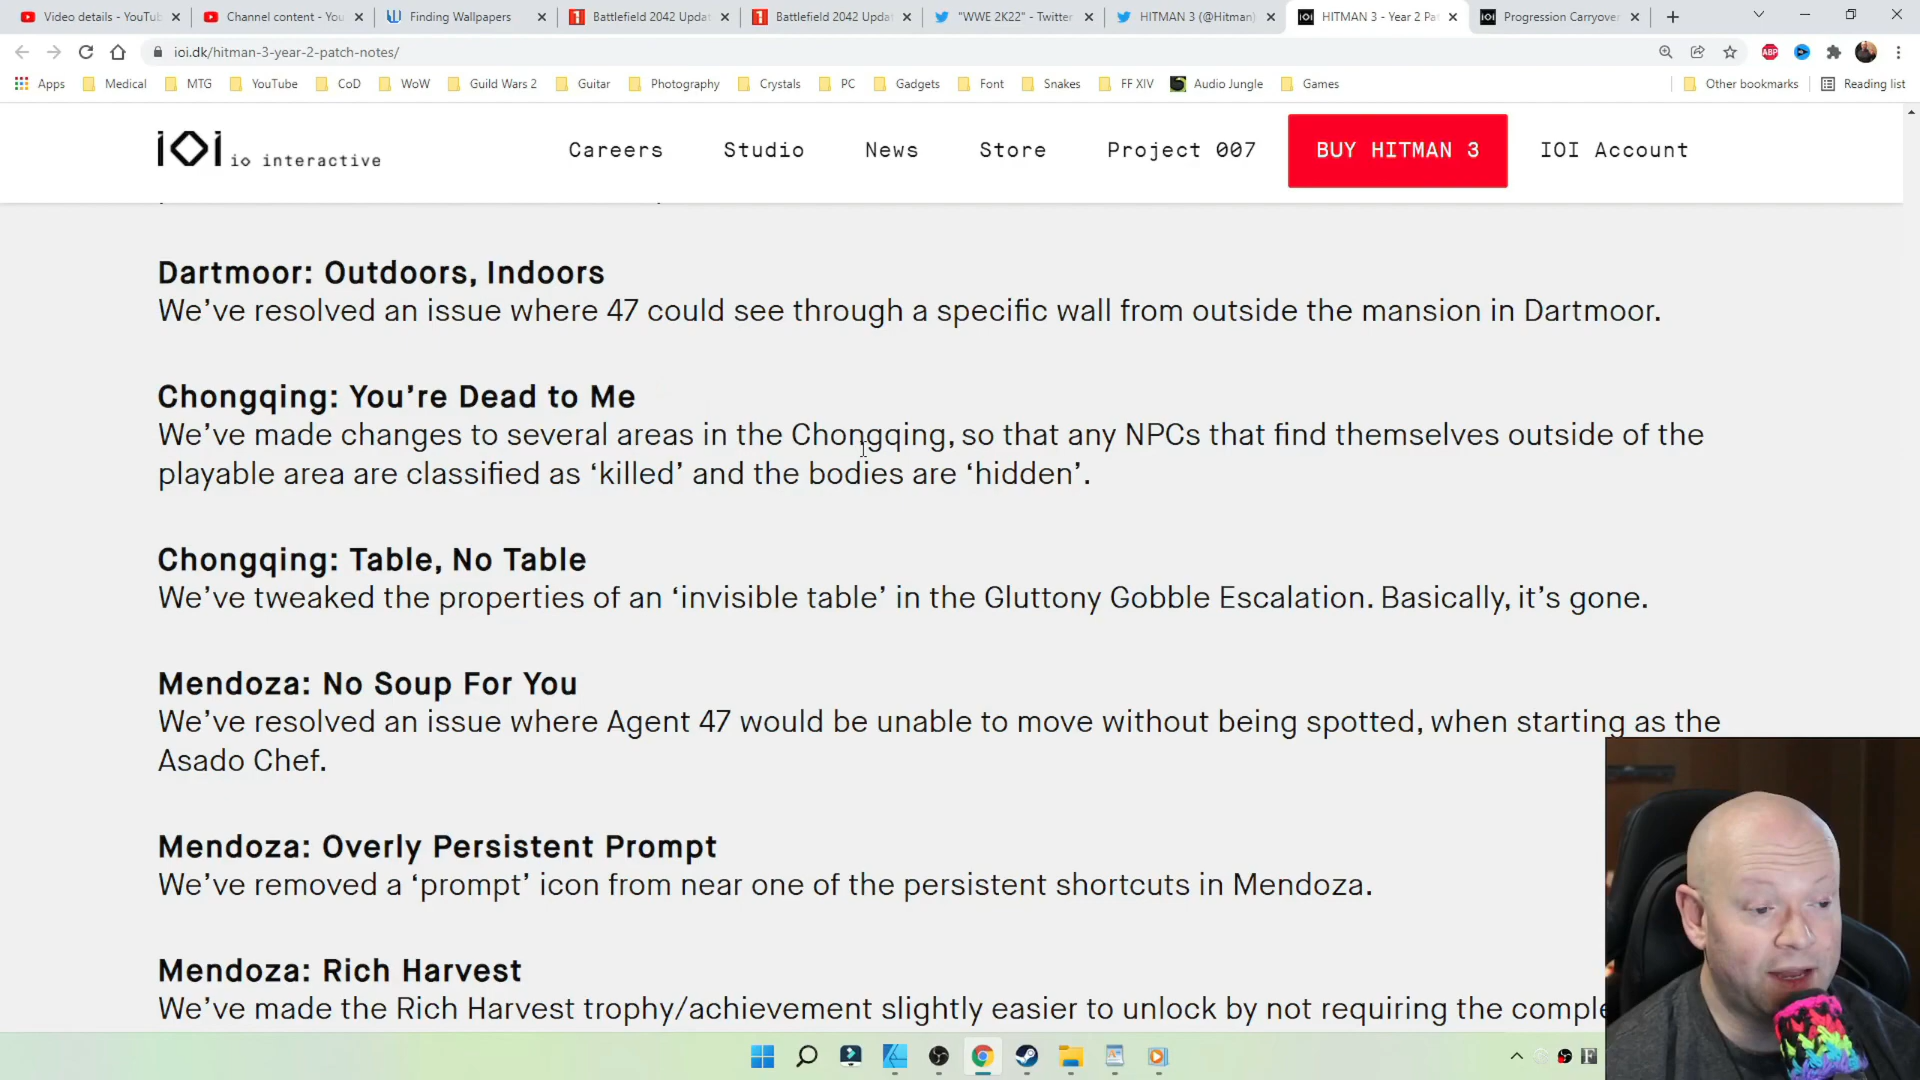 Video details - YouTub
Channel content - You
Finding Wallpapers
Battlefield 2042 Updat
Battlefield 2042 Updat
"WWE 2K22" - Twitter
HITMAN 3 (@Hitman)
HITMAN 3 - Year 2 Pat
Progression Carryover
ioi.dk/hitman-3-year-2-patch-notes/
ABP
Apps
Medical
MTG
YouTube
CoD
WoW
Guild Wars 2
Guitar
Photography
Crystals
PC
Gadgets
Font
Snakes
FF XIV
Audio Jungle
Games
Other bookmarks
Reading list
iOi io interactive
Careers
Studio
News
Store
Project 007
BUY HITMAN 3
IOI Account
Dartmoor: Outdoors, Indoors
We’ve resolved an issue where 47 could see through a specific wall from outside the mansion in Dartmoor.
Chongqing: You’re Dead to Me
We’ve made changes to several areas in the Chongqing, so that any NPCs that find themselves outside of the
playable area are classified as ‘killed’ and the bodies are ‘hidden’.
Chongqing: Table, No Table
We’ve tweaked the properties of an ‘invisible table’ in the Gluttony Gobble Escalation. Basically, it’s gone.
Mendoza: No Soup For You
We’ve resolved an issue where Agent 47 would be unable to move without being spotted, when starting as the
Asado Chef.
Mendoza: Overly Persistent Prompt
We’ve removed a ‘prompt’ icon from near one of the persistent shortcuts in Mendoza.
Mendoza: Rich Harvest
We’ve made the Rich Harvest trophy/achievement slightly easier to unlock by not requiring the comple